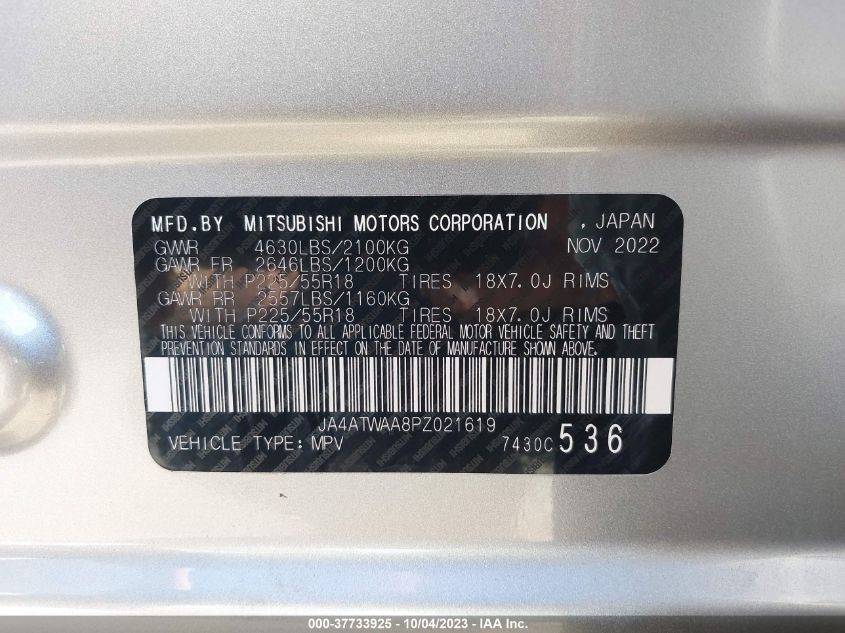 MFD.BY MITSUBISHI MOTORS CORPORATION , JAPAN
GVWR 4630LBS/2100KG NOV 2022
GAWR FR 2646LBS/1200KG
WITH P225/55R18 TIRES 18X7.0J RIMS
GAWR RR 2557LBS/1160KG
WITH P225/55R18 TIRES 18X7.0J RIMS
THIS VEHICLE CONFORMS TO ALL APPLICABLE FEDERAL MOTOR VEHICLE SAFETY AND THEFT
PREVENTION STANDARDS IN EFFECT ON THE DATE OF MANUFACTURE SHOWN ABOVE.
JA4ATWAA8PZ021619
VEHICLE TYPE: MPV 7430C 536
000-37733925 - 10/04/2023 - IAA Inc.